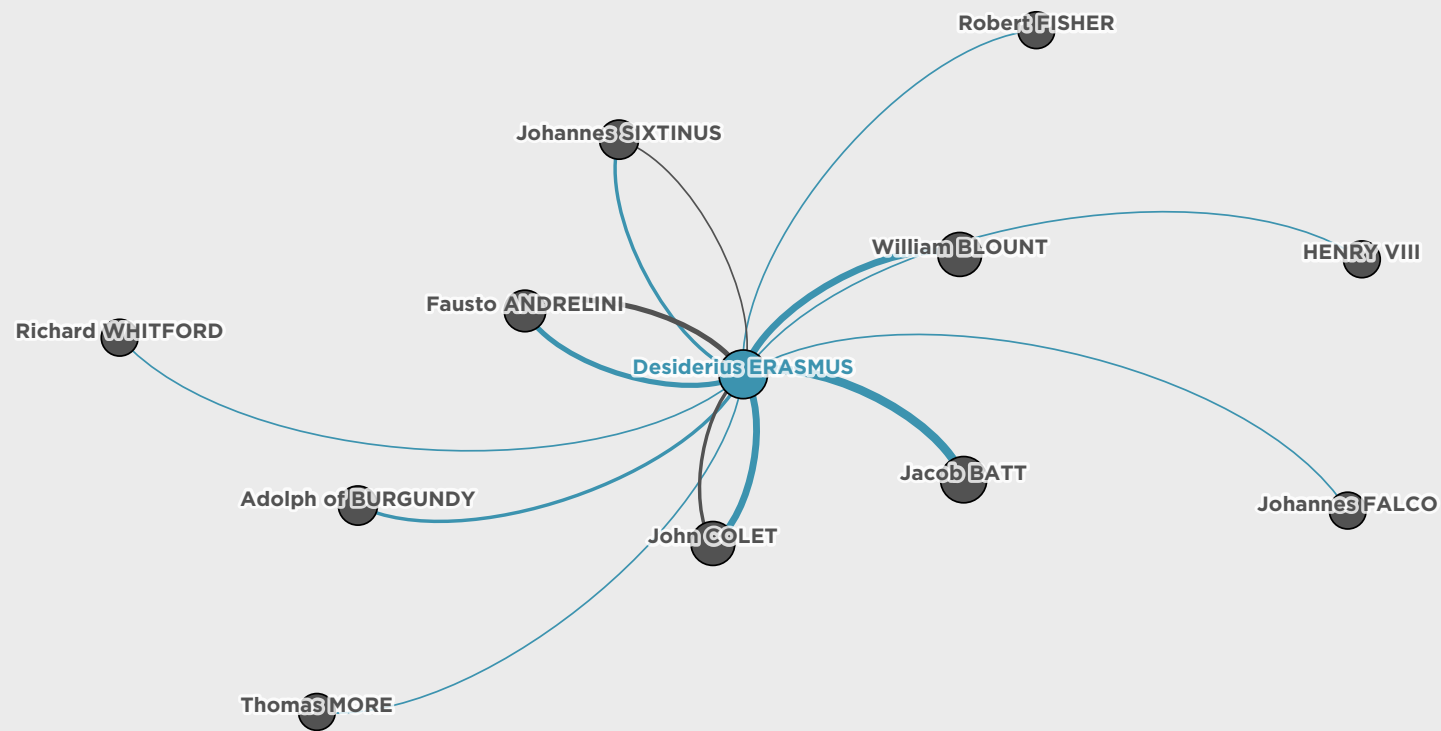 Robert FISHER
Johannes SIXTINUS
William BLOUNT
HENRY VIII
Fausto ANDRELINI
Richard WHITFORD
Desiderius ERASMUS
Jacob BATT
Adolph of BURGUNDY
Johannes FALCO
John COLET
Thomas MORE